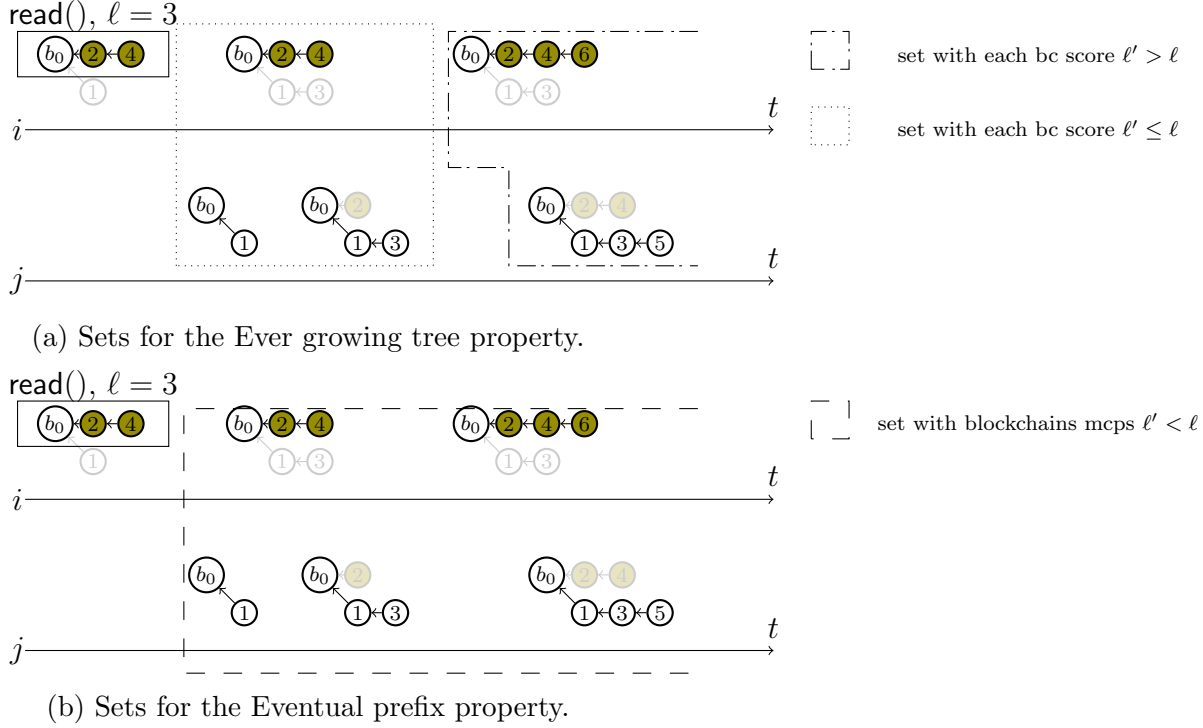 read(), ℓ = 3
b₀ 2 4
1
b₀ 2 4
1 3
b₀ 2 4 6
1 3
i
t
b₀
1
b₀ 2
1 3
b₀ 2 4
1 3 5
j
t
set with each bc score ℓ′ > ℓ
set with each bc score ℓ′ ≤ ℓ
(a) Sets for the Ever growing tree property.
read(), ℓ = 3
b₀ 2 4
1
b₀ 2 4
1 3
b₀ 2 4 6
1 3
i
t
b₀
1
b₀ 2
1 3
b₀ 2 4
1 3 5
j
t
set with blockchains mcps ℓ′ < ℓ
(b) Sets for the Eventual prefix property.